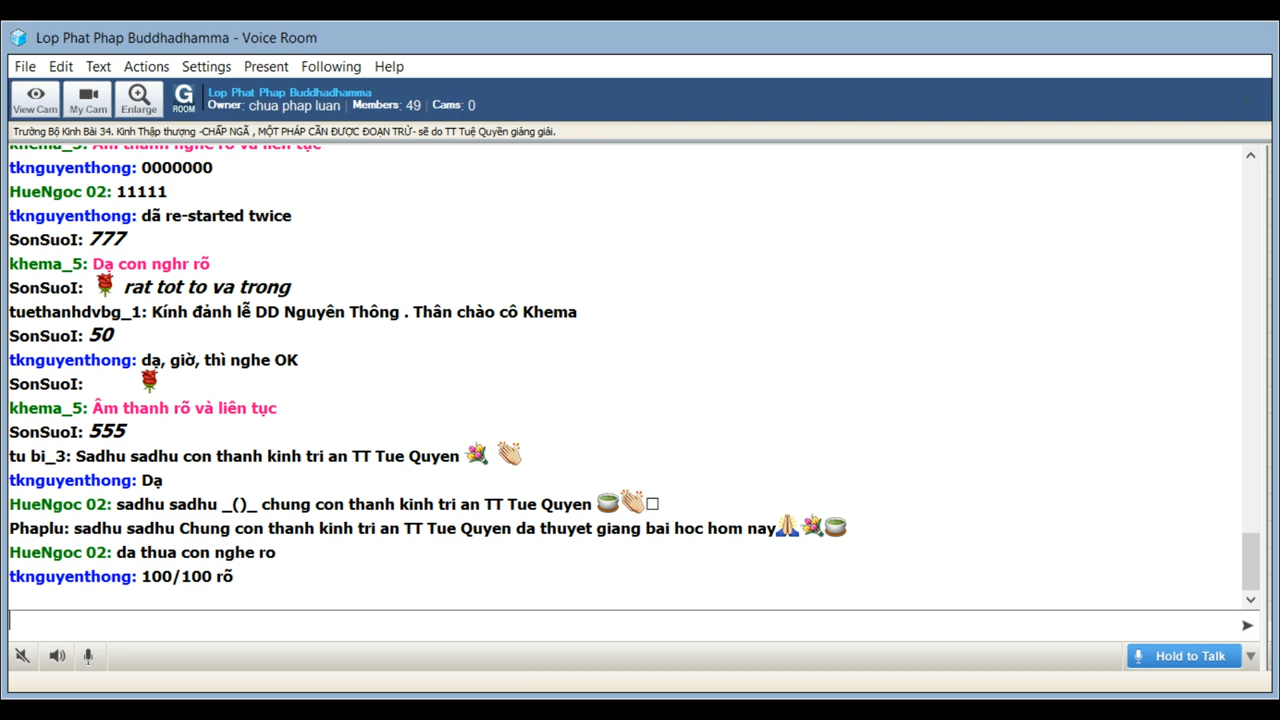 Lop Phat Phap Buddhadhamma - Voice Room
File Edit Text Actions Settings Present Following Help
View Cam My Cam Enlarge G ROOM Lop Phat Phap Buddhadhamma
Owner: chua phap luan | Members: 49 | Cams: 0
Trường Bộ Kinh Bài 34. Kinh Thập thượng -CHẤP NGÃ , MỘT PHÁP CẦN ĐƯỢC ĐOẠN TRỪ- sẽ do TT Tuệ Quyền giảng giải.
khema_5: Âm thanh nghe rõ và liên tục
tknguyenthong: 0000000
HueNgoc 02: 11111
tknguyenthong: dã re-started twice
SonSuoI: 777
khema_5: Dạ con nghr rõ
SonSuoI: rat tot to va trong
tuethanhdvbg_1: Kính đảnh lễ DD Nguyên Thông . Thân chào cô Khema
SonSuoI: 50
tknguyenthong: dạ, giờ, thì nghe OK
SonSuoI:
khema_5: Âm thanh rõ và liên tục
SonSuoI: 555
tu bi_3: Sadhu sadhu con thanh kinh tri an TT Tue Quyen
tknguyenthong: Dạ
HueNgoc 02: sadhu sadhu _()_ chung con thanh kinh tri an TT Tue Quyen
Phaplu: sadhu sadhu Chung con thanh kinh tri an TT Tue Quyen da thuyet giang bai hoc hom nay
HueNgoc 02: da thua con nghe ro
tknguyenthong: 100/100 rõ
Hold to Talk